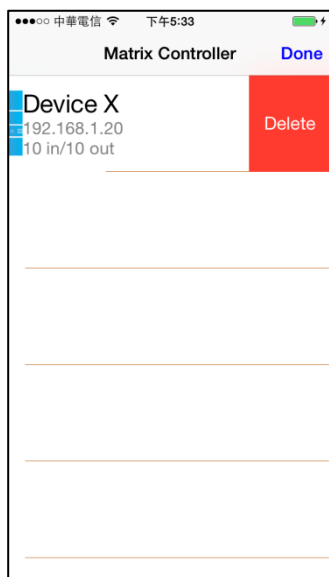 中華電信 下午5:33
Matrix Controller Done
Device X
192.168.1.20
10 in/10 out
Delete